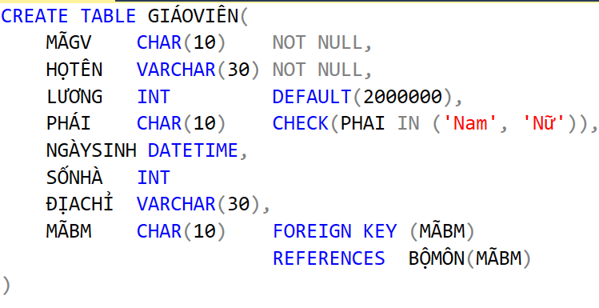 CREATE TABLE GIÁOVIÊN(
MÃGV CHAR(10) NOT NULL,
HỌTÊN VARCHAR(30) NOT NULL,
LƯƠNG INT DEFAULT(2000000),
PHÁI CHAR(10) CHECK(PHAI IN ('Nam', 'Nữ')),
NGÀYSINH DATETIME,
SỐNHÀ INT
ĐỊACHỈ VARCHAR(30),
MÃBM CHAR(10) FOREIGN KEY (MÃBM)
REFERENCES BỘMÔN(MÃBM)
)